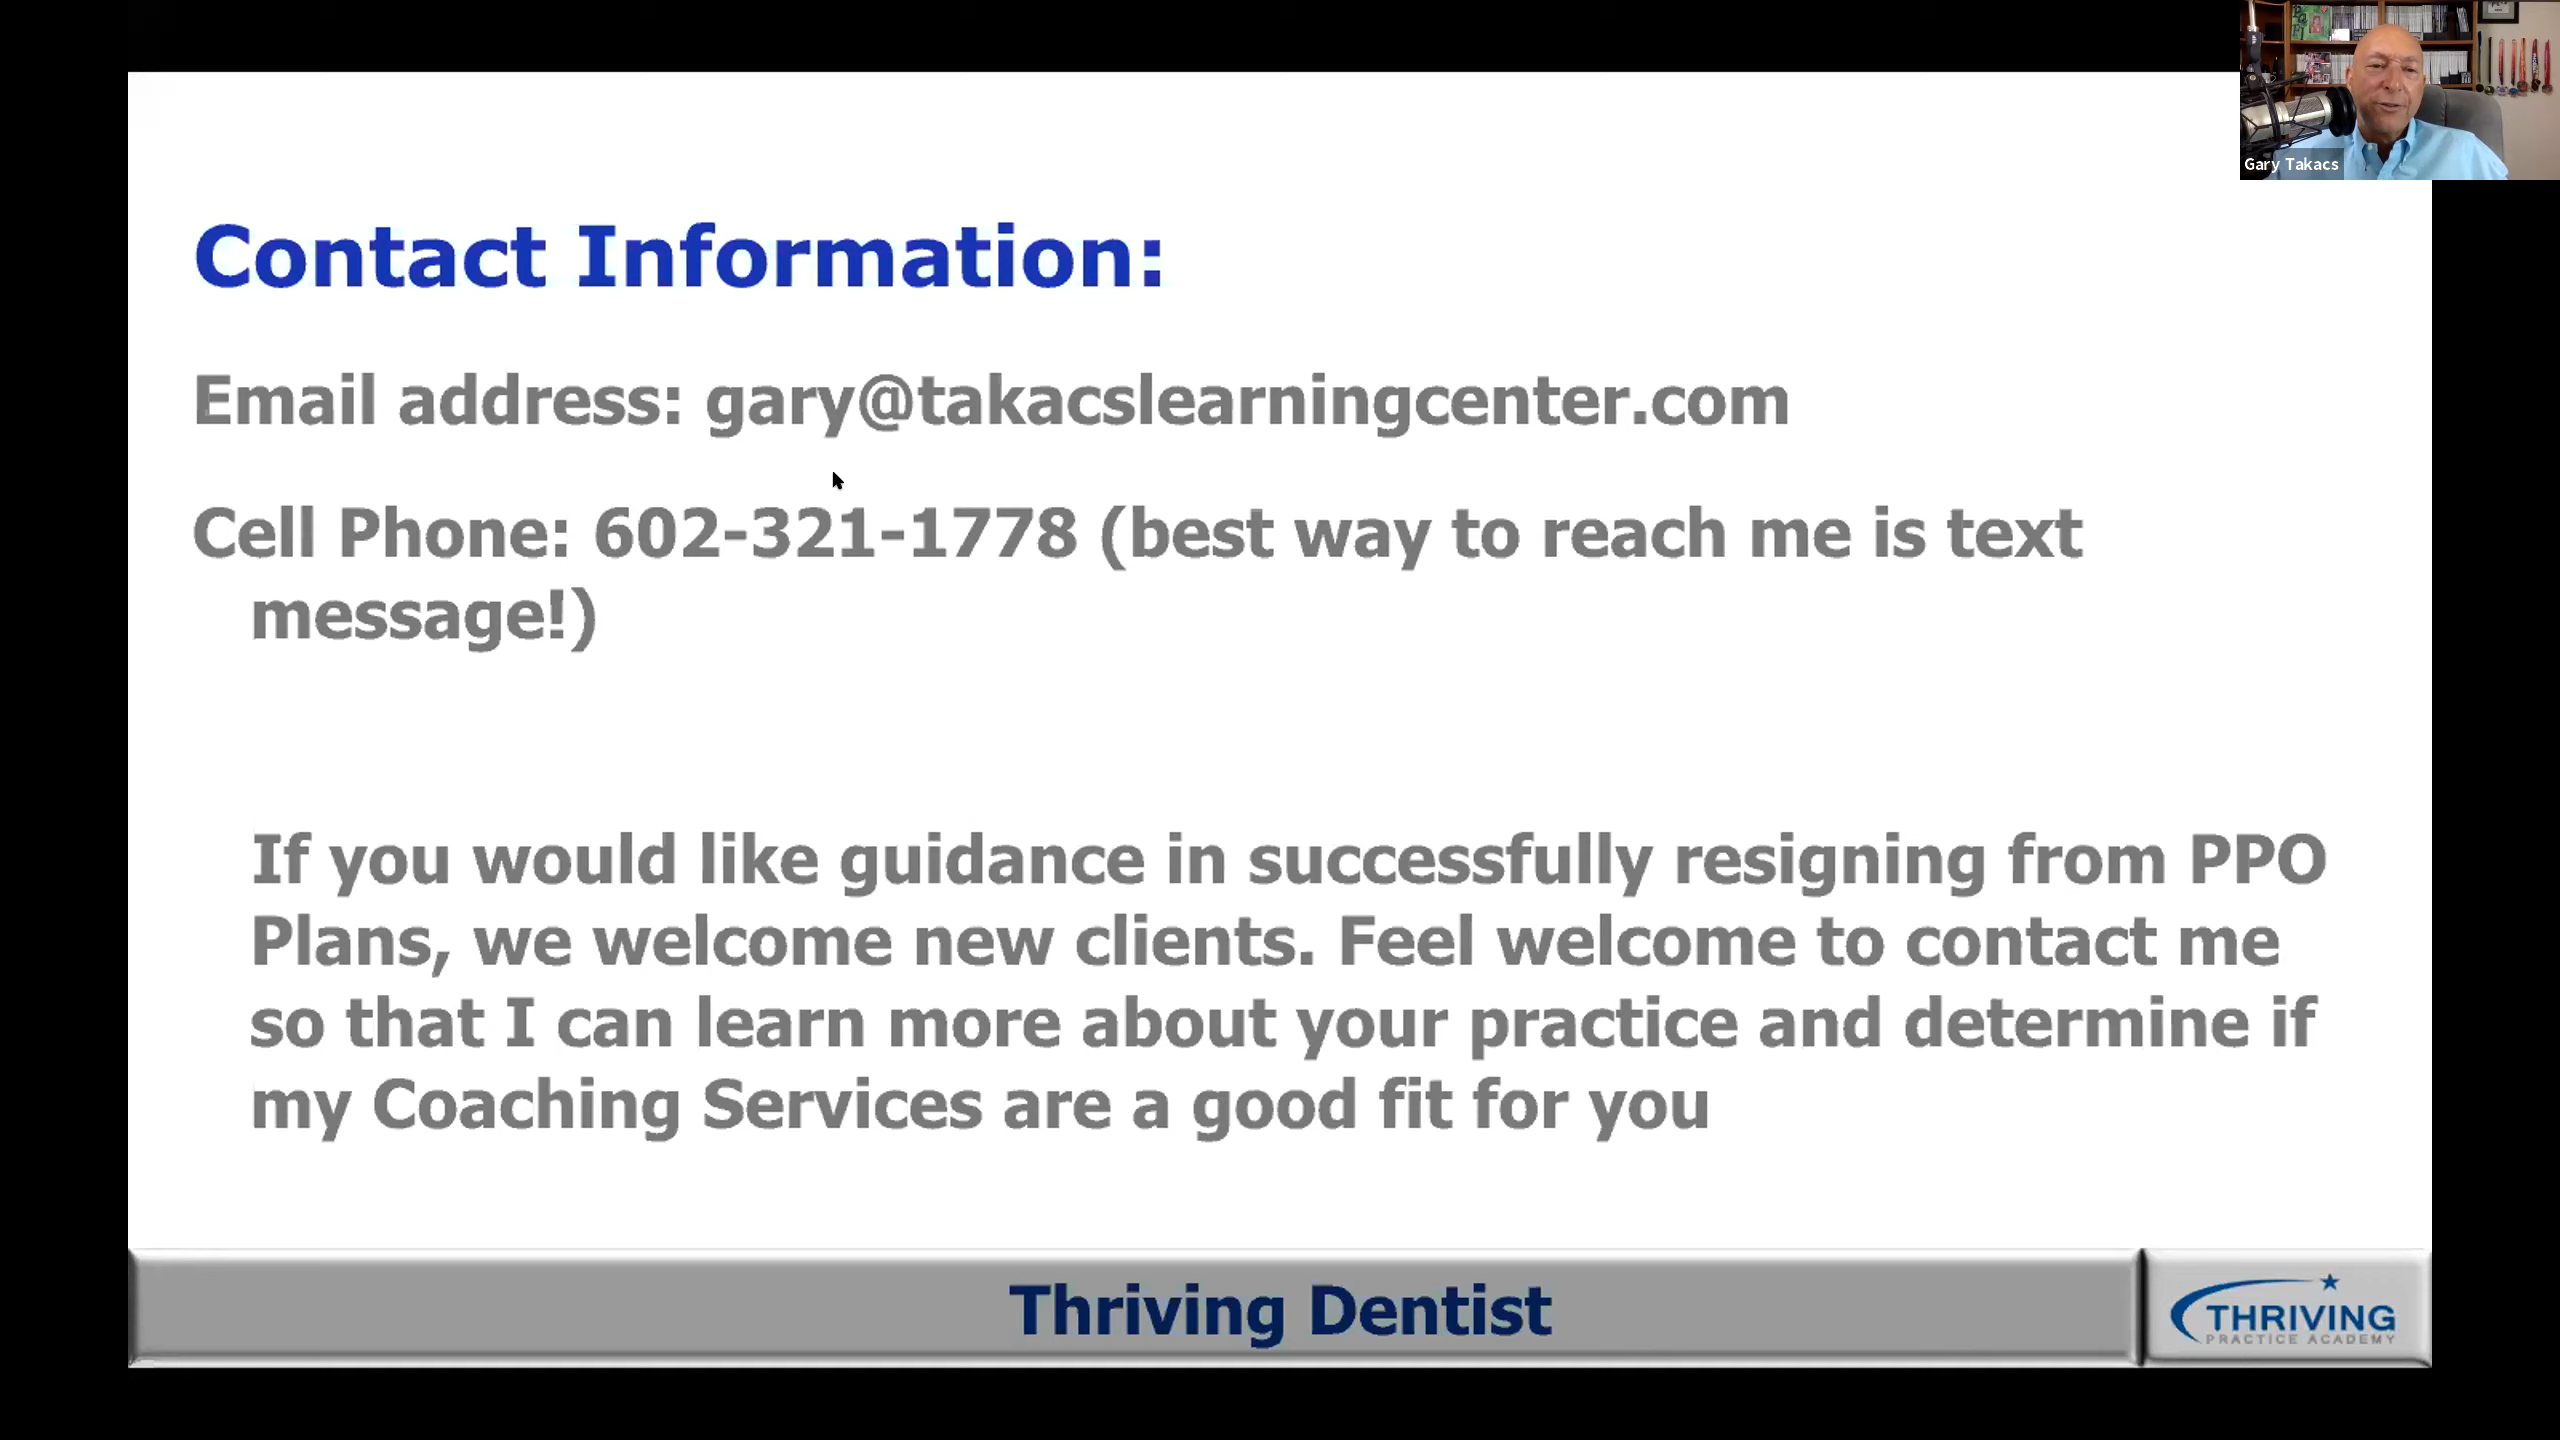 Gary Takacs
Contact Information:
Email address: gary@takacslearningcenter.com
Cell Phone: 602-321-1778 (best way to reach me is text
message!)
If you would like guidance in successfully resigning from PPO
Plans, we welcome new clients. Feel welcome to contact me
so that I can learn more about your practice and determine if
my Coaching Services are a good fit for you
Thriving Dentist
THRIVING
PRACTICE ACADEMY